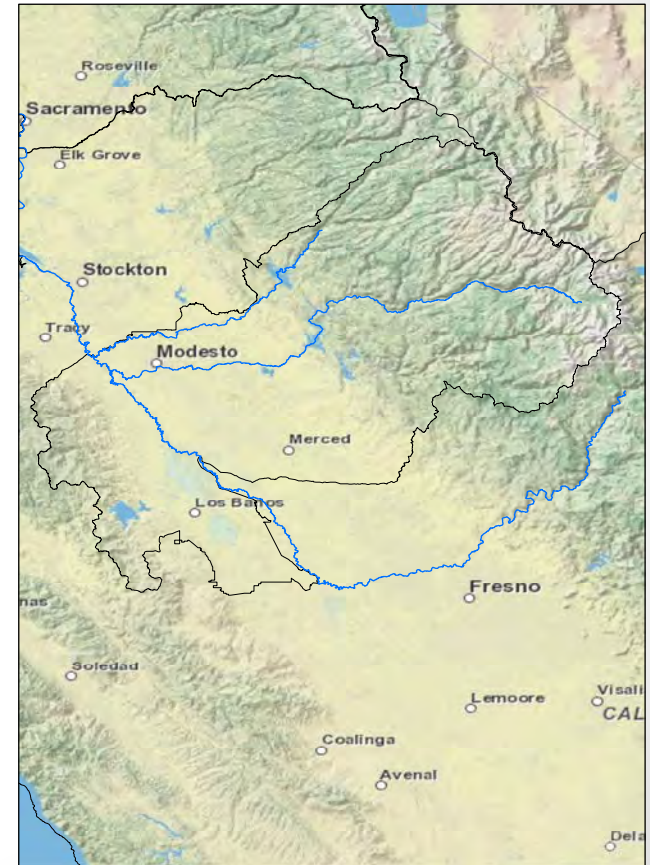 Roseville
Sacramento
Elk Grove
Stockton
Tracy
Modesto
Merced
Los Banos
Fresno
nas
Soledad
Lemoore
Visali
CAL
Coalinga
Avenal
Dela